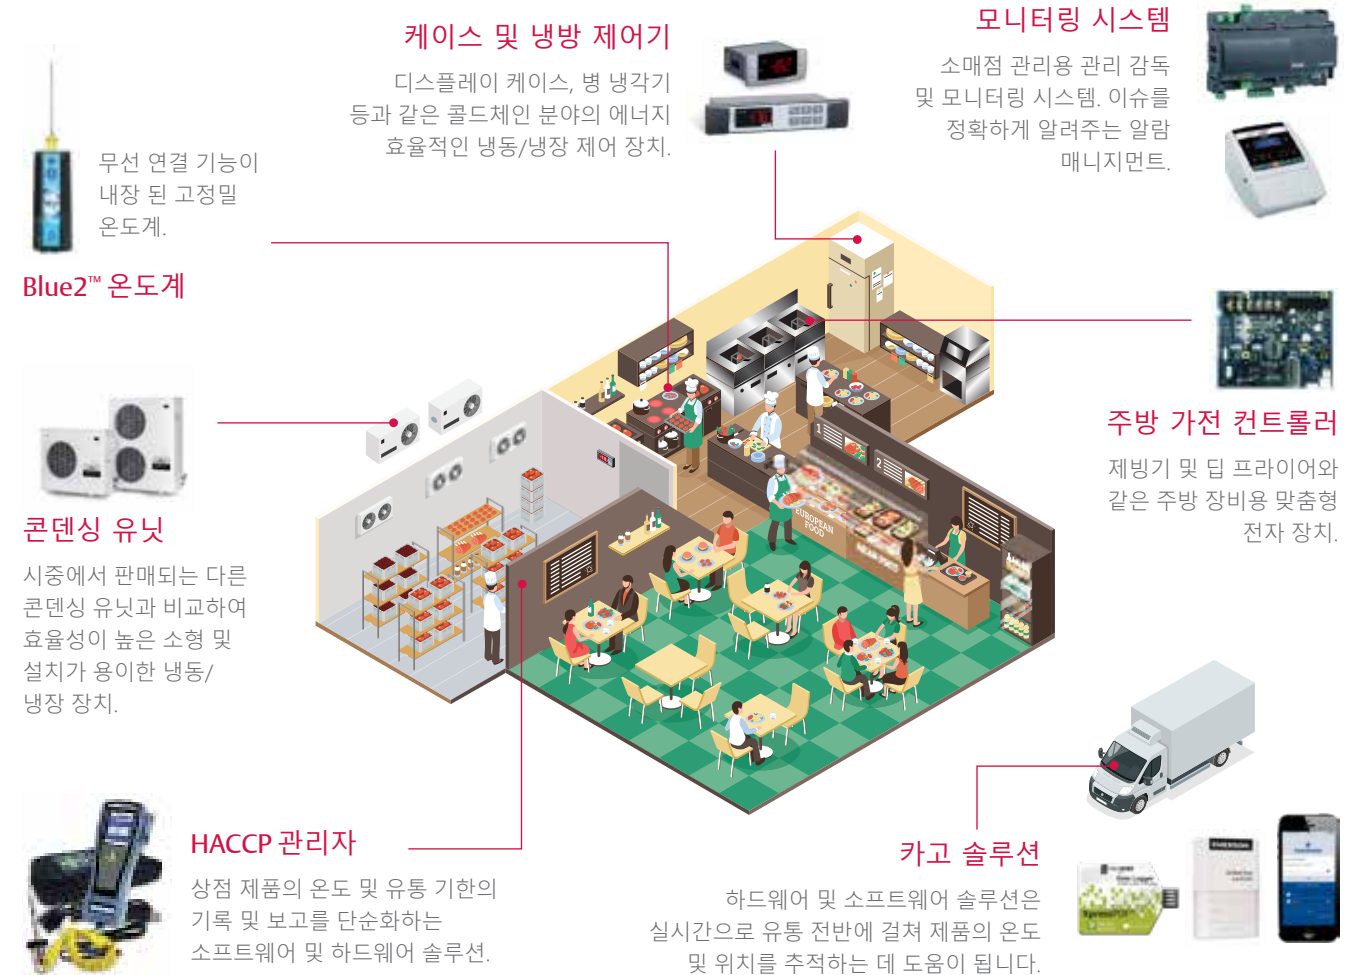 케이스 및 냉방 제어기
디스플레이 케이스, 병 냉각기
등과 같은 콜드체인 분야의 에너지
효율적인 냉동/냉장 제어 장치.
모니터링 시스템
소매점 관리용 관리 감독
및 모니터링 시스템. 이슈를
정확하게 알려주는 알람
매니지먼트.
무선 연결 기능이
내장 된 고정밀
온도계.
Blue2™ 온도계
주방 가전 컨트롤러
제빙기 및 딥 프라이어와
같은 주방 장비용 맞춤형
전자 장치.
콘덴싱 유닛
시중에서 판매되는 다른
콘덴싱 유닛과 비교하여
효율성이 높은 소형 및
설치가 용이한 냉동/
냉장 장치.
1
2
EUROPEAN
FOOD
HACCP 관리자
상점 제품의 온도 및 유통 기한의
기록 및 보고를 단순화하는
소프트웨어 및 하드웨어 솔루션.
카고 솔루션
하드웨어 및 소프트웨어 솔루션은
실시간으로 유통 전반에 걸쳐 제품의 온도
및 위치를 추적하는 데 도움이 됩니다.
EMERSON